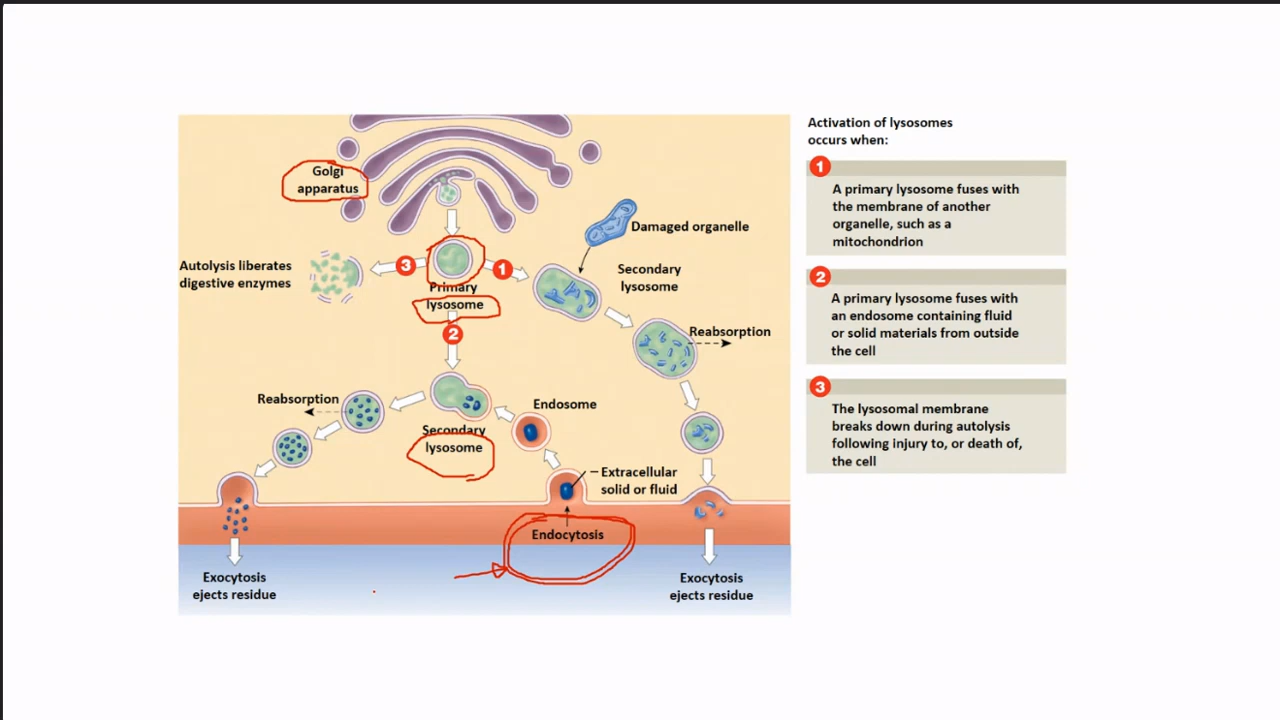 Golgi
apparatus
Damaged organelle
Autolysis liberates
digestive enzymes
3
1
Secondary
lysosome
Primary
lysosome
2
Reabsorption
Reabsorption
Endosome
Secondary
lysosome
Extracellular
solid or fluid
Endocytosis
Exocytosis
ejects residue
Exocytosis
ejects residue
Activation of lysosomes
occurs when:
1
A primary lysosome fuses with
the membrane of another
organelle, such as a
mitochondrion
2
A primary lysosome fuses with
an endosome containing fluid
or solid materials from outside
the cell
3
The lysosomal membrane
breaks down during autolysis
following injury to, or death of,
the cell